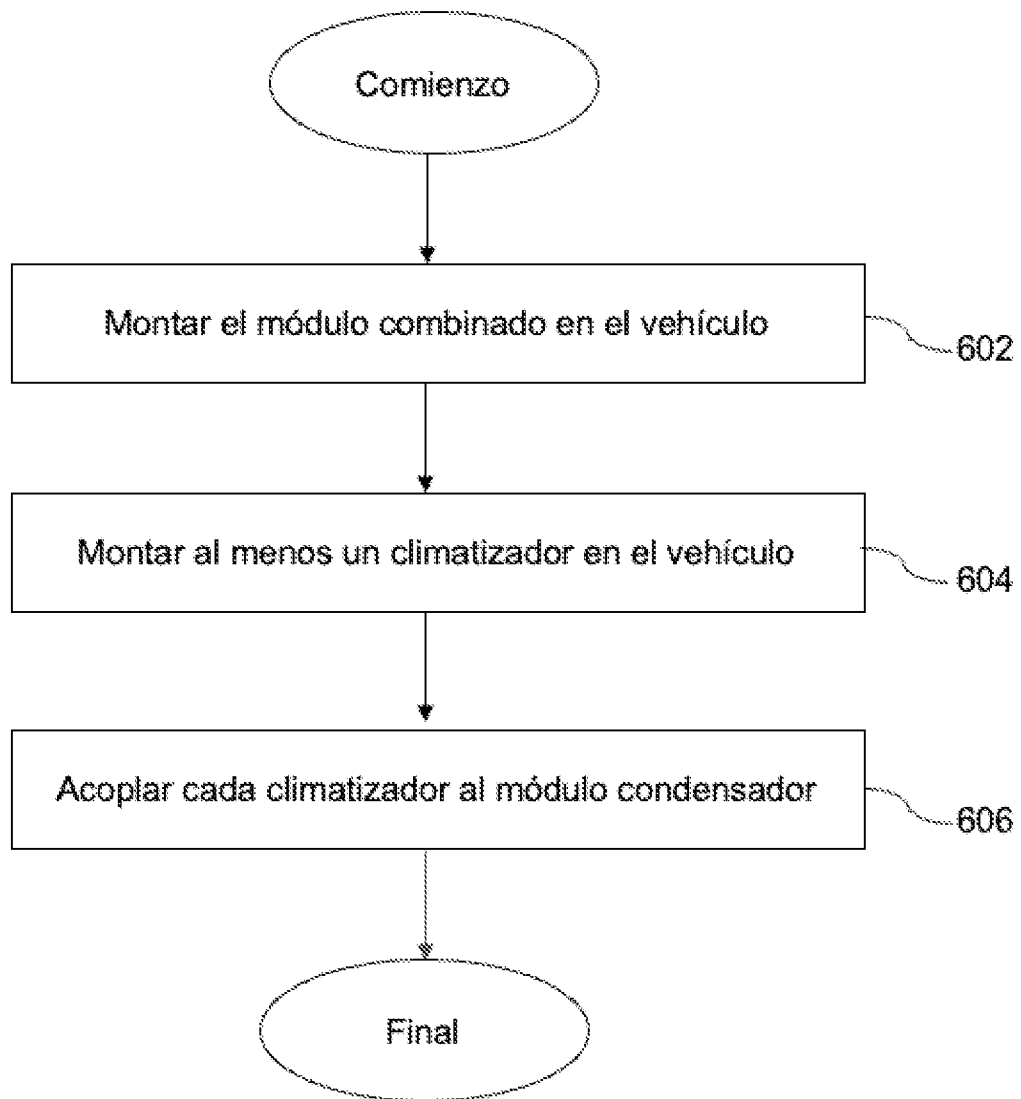 Comienzo
Montar el módulo combinado en el vehículo
602
Montar al menos un climatizador en el vehículo
604
Acoplar cada climatizador al módulo condensador
606
Final